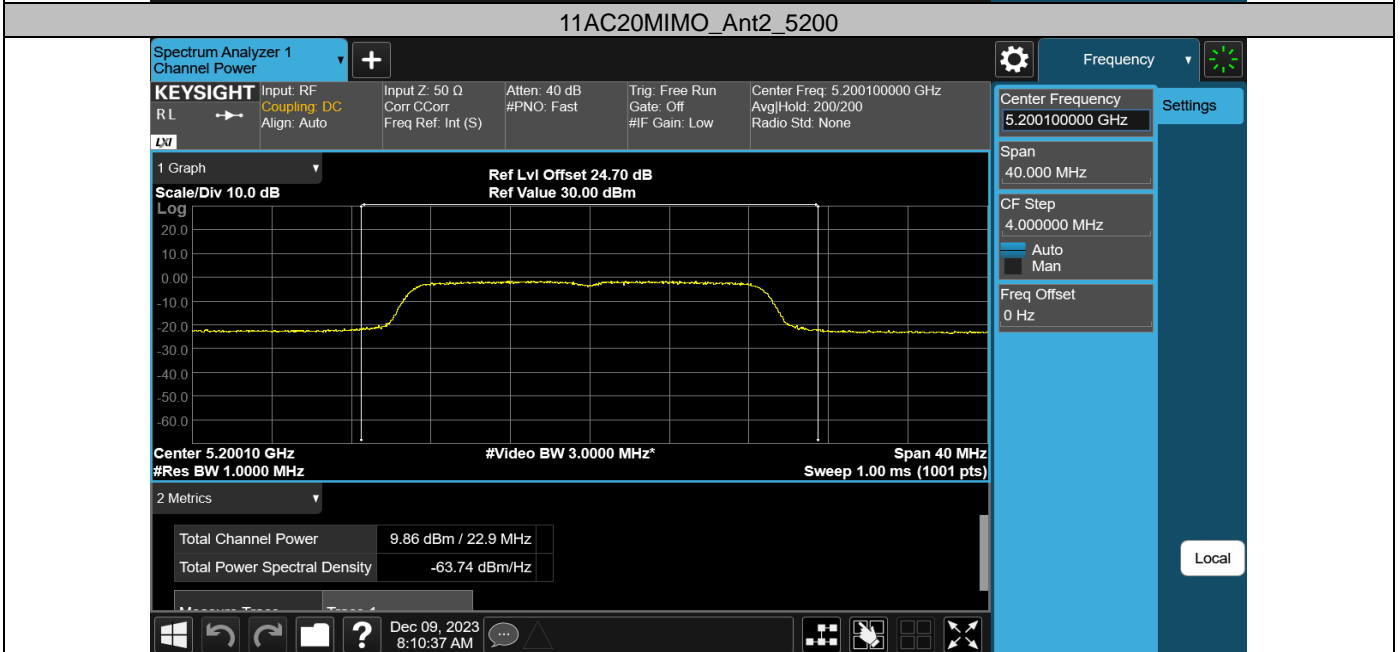 11AC20MIMO_Ant2_5200
Spectrum Analyzer 1
Channel Power
Frequency
KEYSIGHT
R L
LXI
Input: RF
Coupling: DC
Align: Auto
Input Z: 50 Ω
Corr CCorr
Freq Ref: Int (S)
Atten: 40 dB
#PNO: Fast
Trig: Free Run
Gate: Off
#IF Gain: Low
Center Freq: 5.200100000 GHz
Avg|Hold: 200/200
Radio Std: None
Center Frequency
5.200100000 GHz
Settings
Span
40.000 MHz
CF Step
4.000000 MHz
Auto
Man
Freq Offset
0 Hz
1 Graph
Scale/Div 10.0 dB
Ref Lvl Offset 24.70 dB
Ref Value 30.00 dBm
Log
20.0
10.0
0.00
-10.0
-20.0
-30.0
-40.0
-50.0
-60.0
Center 5.20010 GHz
#Video BW 3.0000 MHz*
Span 40 MHz
#Res BW 1.0000 MHz
Sweep 1.00 ms (1001 pts)
2 Metrics
Total Channel Power 9.86 dBm / 22.9 MHz
Total Power Spectral Density -63.74 dBm/Hz
Measure Trace Trace 1
Local
?
Dec 09, 2023
8:10:37 AM